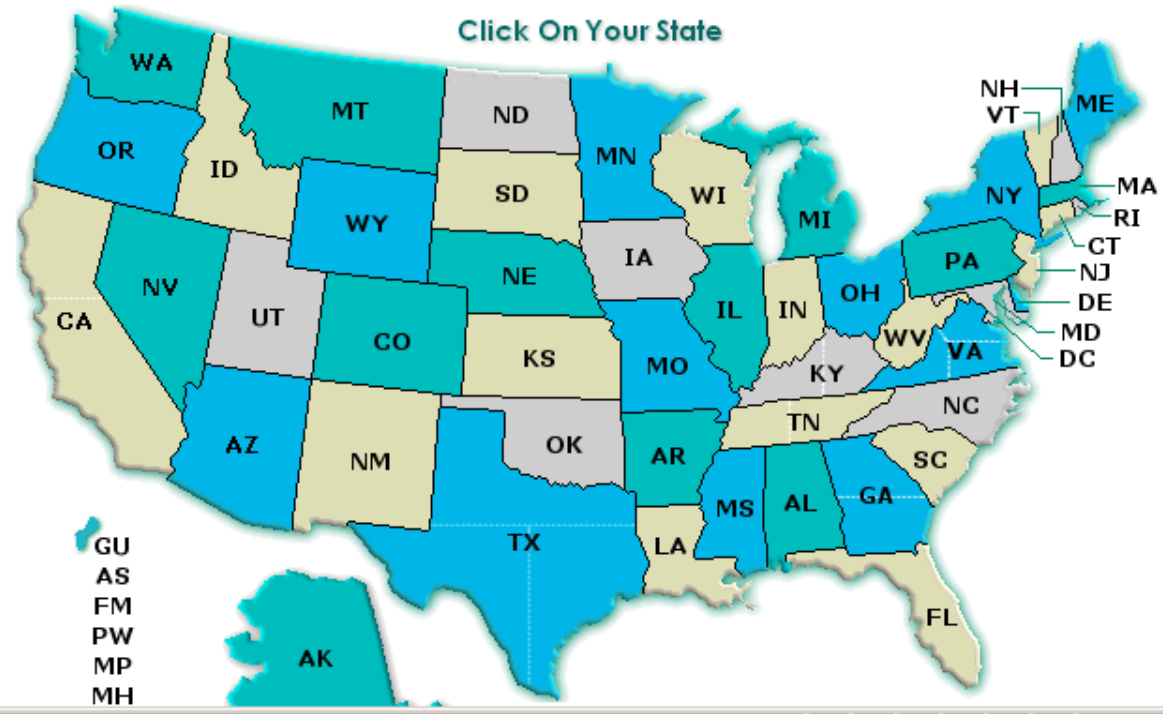 Click On Your State
WA
MT
ND
MN
NH
ME
VT
OR
ID
SD
WI
MI
NY
MA
WY
RI
IA
CT
NE
PA
NJ
NV
UT
IL
IN
OH
DE
CA
CO
KS
MO
WV
VA
MD
DC
KY
NC
AZ
NM
OK
AR
TN
SC
MS
AL
GA
TX
LA
FL
GU
AS
FM
PW
MP
MH
AK